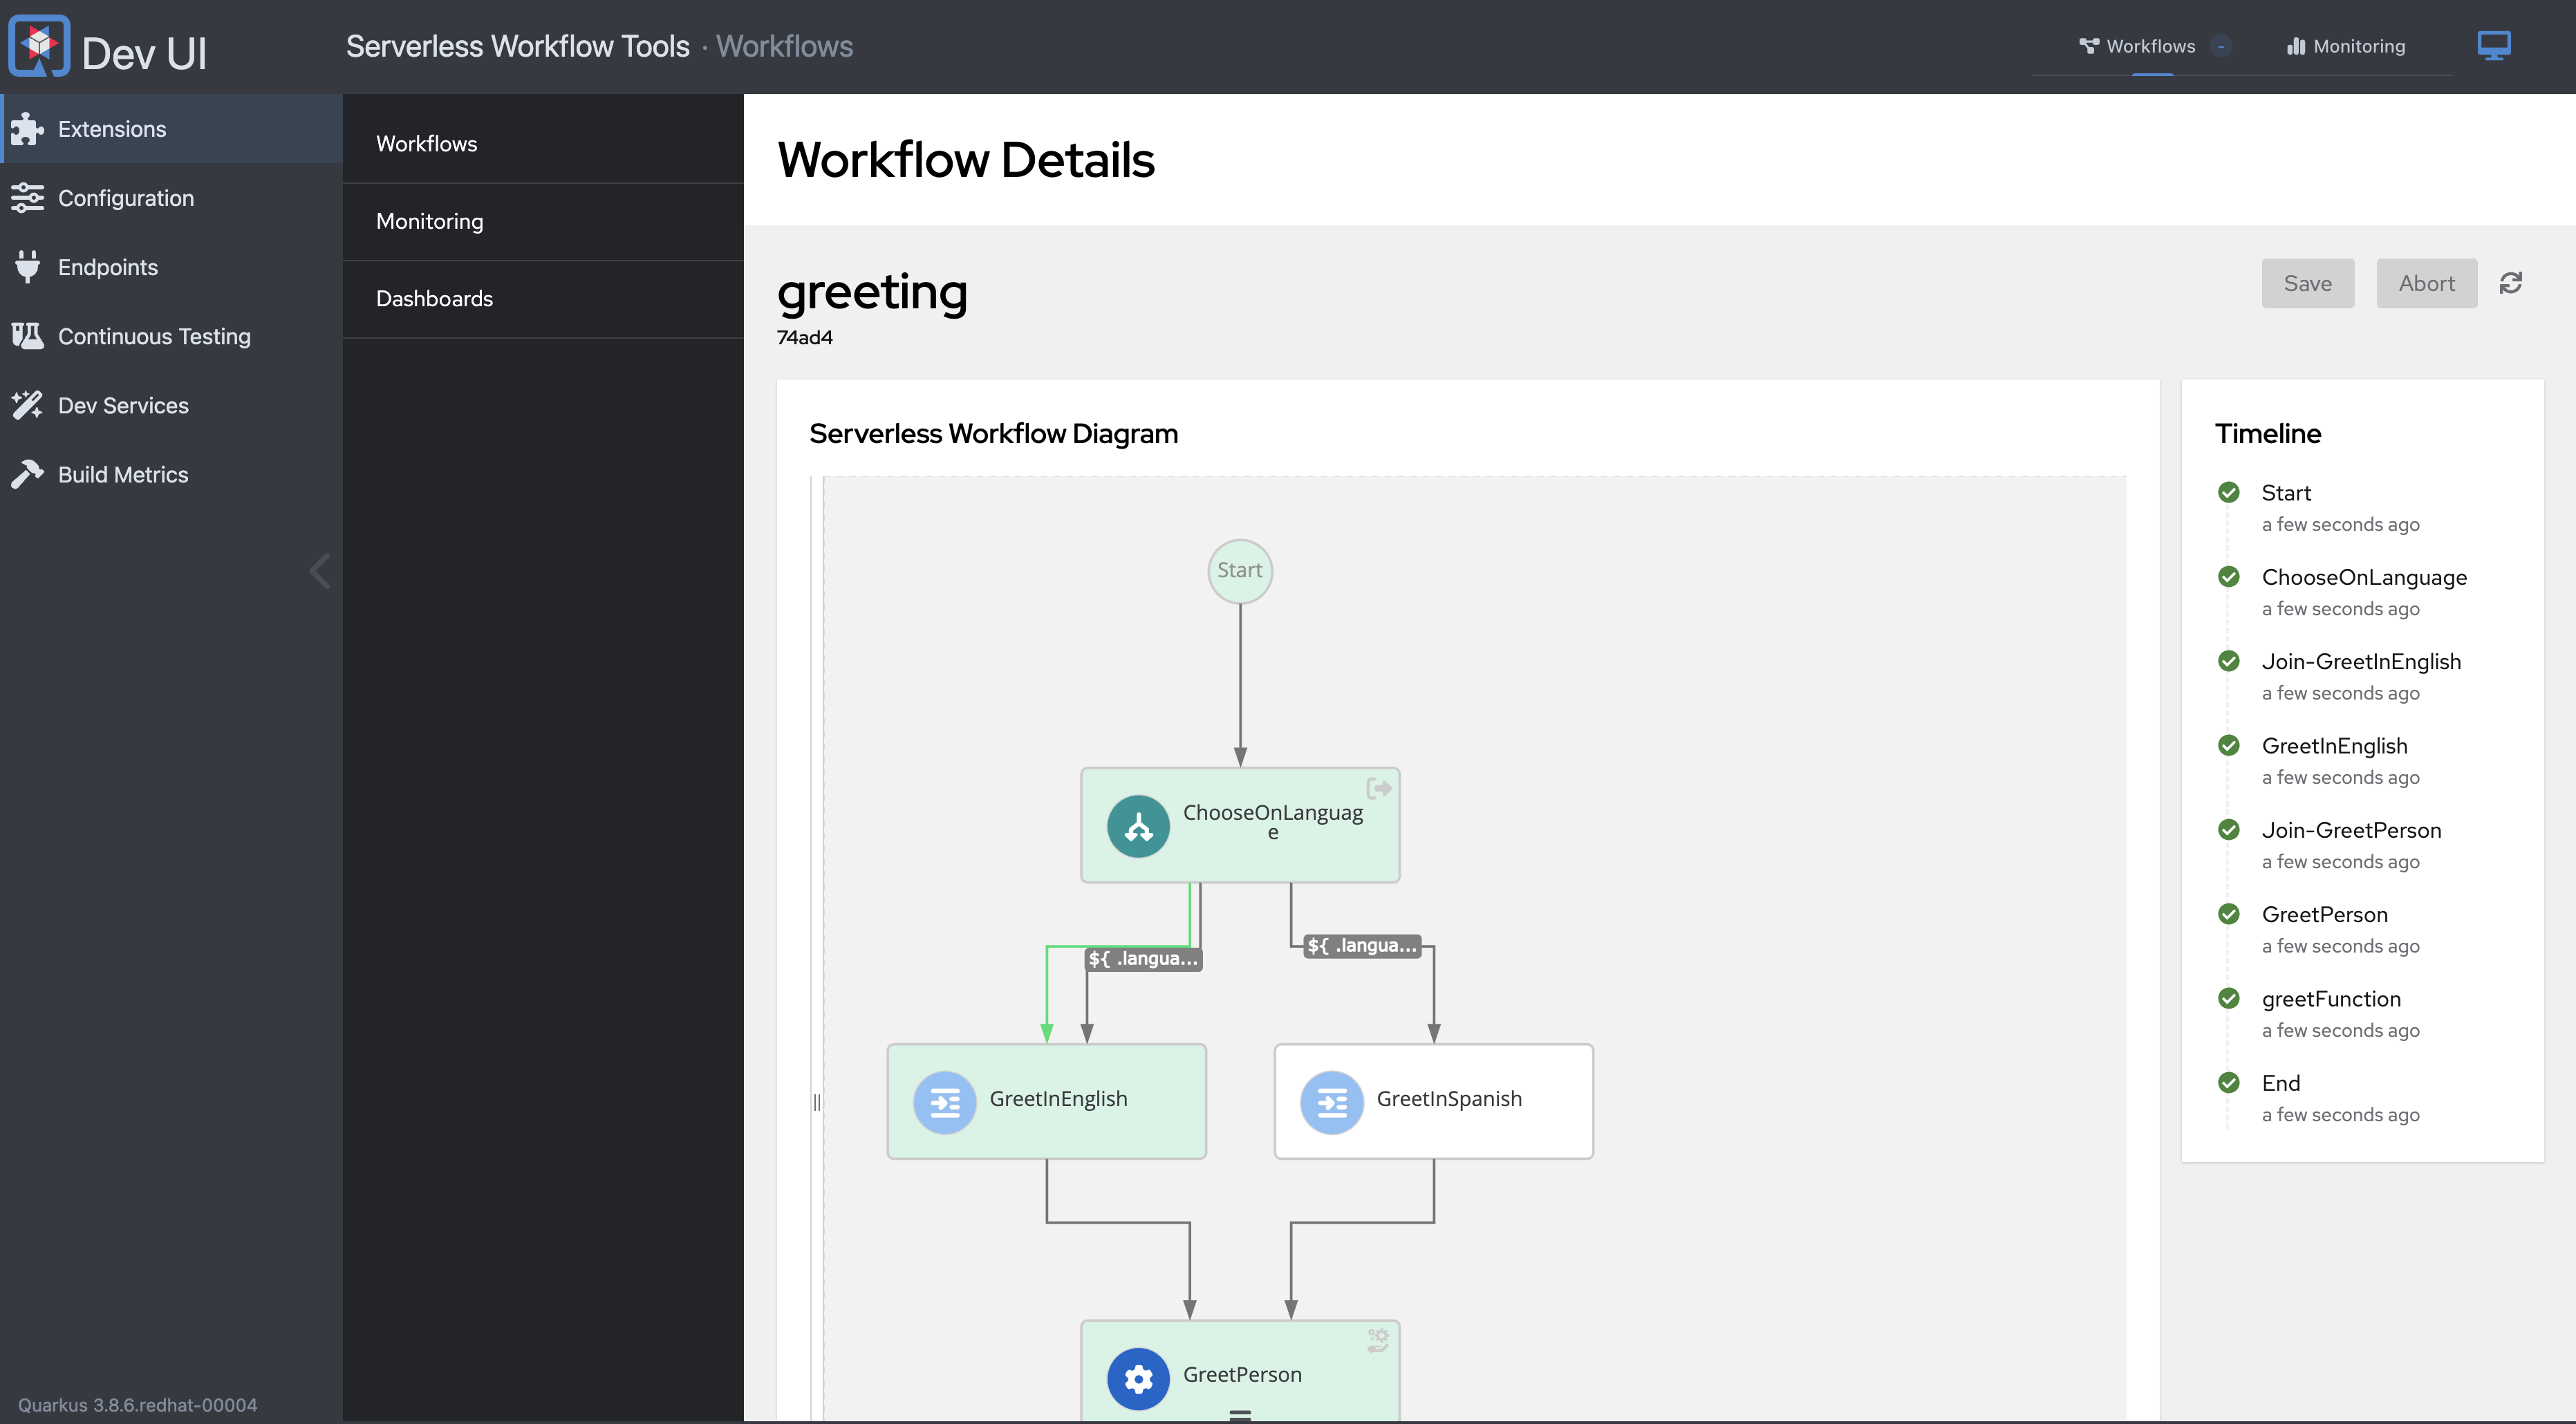 Dev UI
Serverless Workflow Tools · Workflows
Workflows -
Monitoring
Extensions
Configuration
Endpoints
Continuous Testing
Dev Services
Build Metrics
Quarkus 3.8.6.redhat-00004
Workflows
Monitoring
Dashboards
Workflow Details
greeting
74ad4
Save
Abort
Serverless Workflow Diagram
Start
ChooseOnLanguag
e
${ .langua...
${ .langua...
GreetInEnglish
GreetInSpanish
GreetPerson
Timeline
Start
a few seconds ago
ChooseOnLanguage
a few seconds ago
Join-GreetInEnglish
a few seconds ago
GreetInEnglish
a few seconds ago
Join-GreetPerson
a few seconds ago
GreetPerson
a few seconds ago
greetFunction
a few seconds ago
End
a few seconds ago